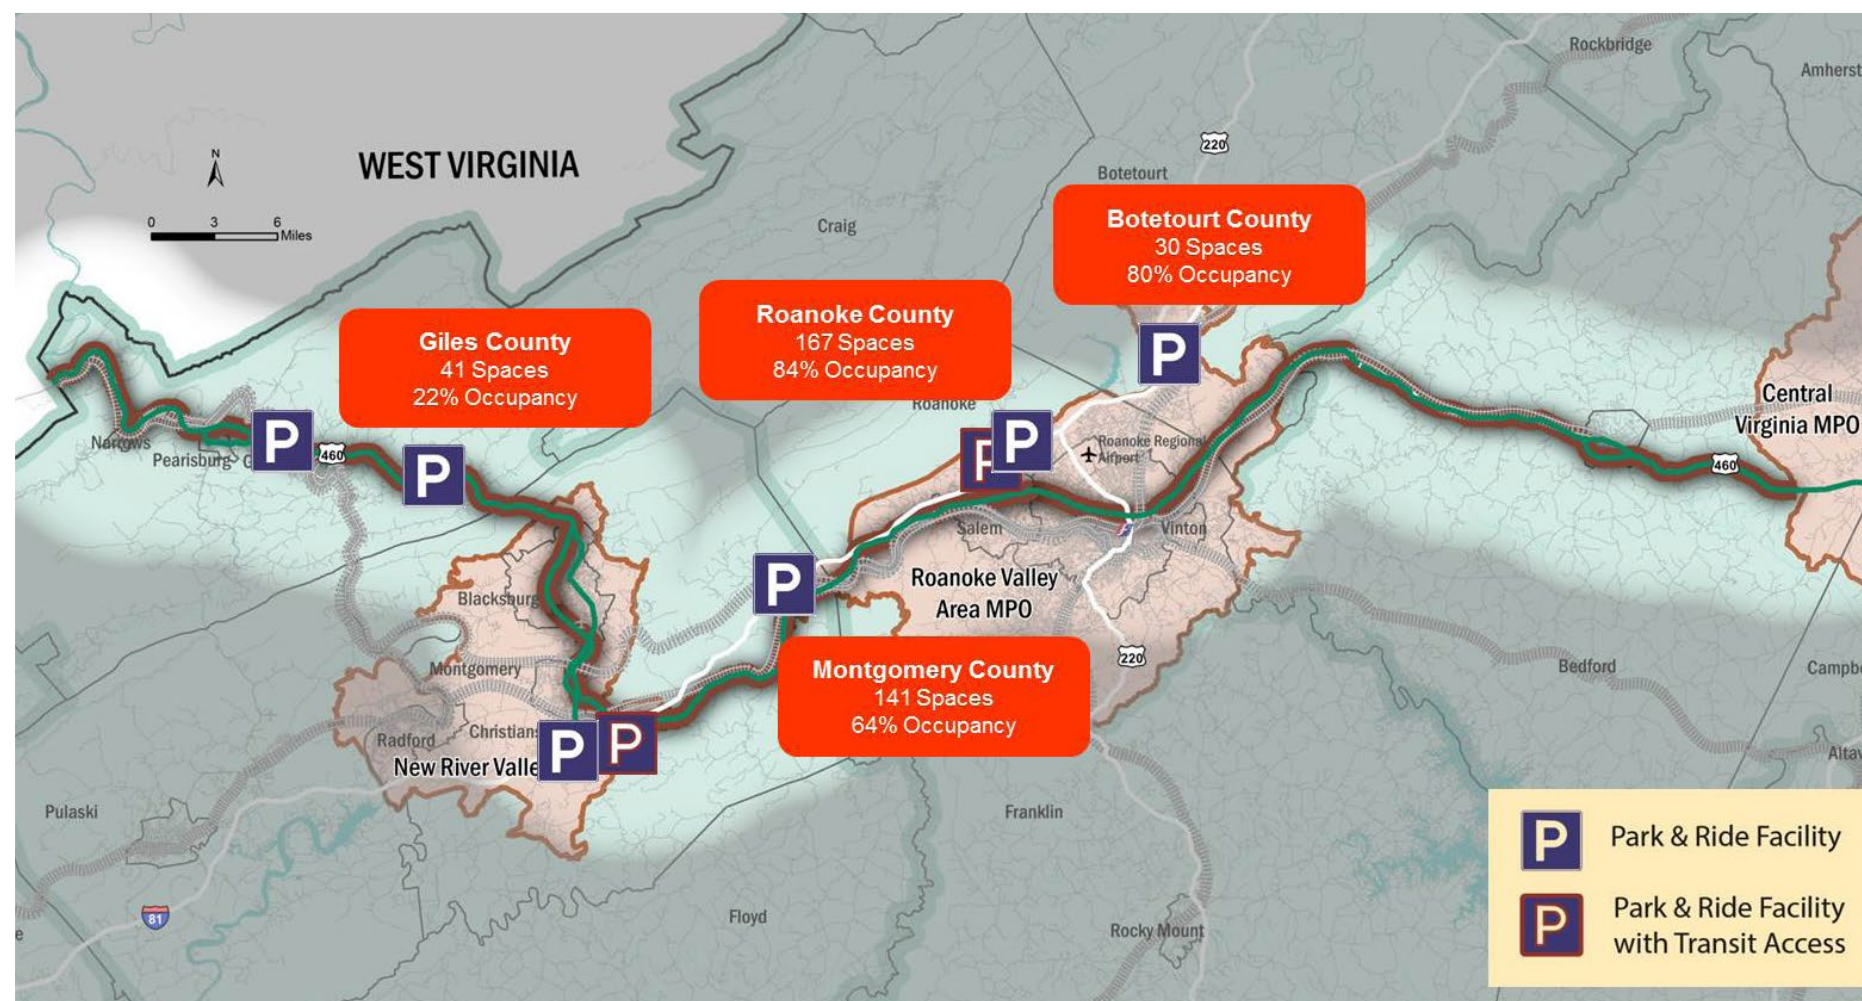 Rockbridge
Amherst
220
N
WEST VIRGINIA
Botetourt
0 3 6
Miles
Craig
Botetourt County
30 Spaces
80% Occupancy
Giles County
41 Spaces
22% Occupancy
Roanoke County
167 Spaces
84% Occupancy
P
Roanoke
Central
Virginia MPO
P
P
P
Roanoke Regional
Airport
Narrows
Pearisburg
460
P
P
460
Salem
Vinton
P
Roanoke Valley
Area MPO
Blacksburg
Montgomery
220
Bedford
Campbe
Montgomery County
141 Spaces
64% Occupancy
Radford
Christians
P
P
New River Valle
Altav
Pulaski
Franklin
P
Park & Ride Facility
81
Floyd
Rocky Mount
P
Park & Ride Facility
with Transit Access